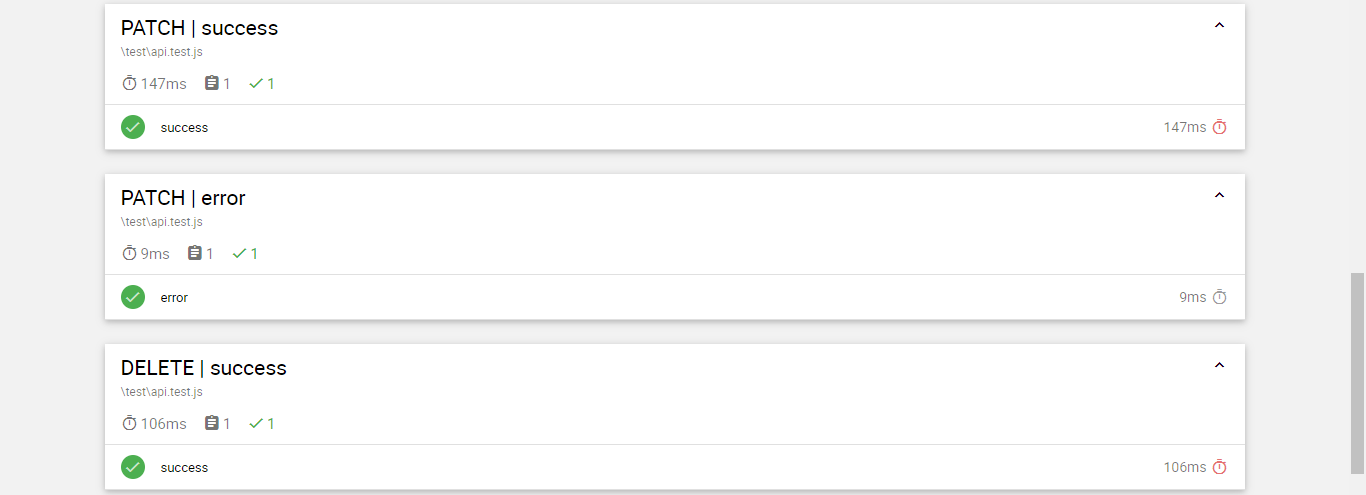 PATCH | success
\test\api.test.js
147ms 1 1
success 147ms
PATCH | error
\test\api.test.js
9ms 1 1
error 9ms
DELETE | success
\test\api.test.js
106ms 1 1
success 106ms